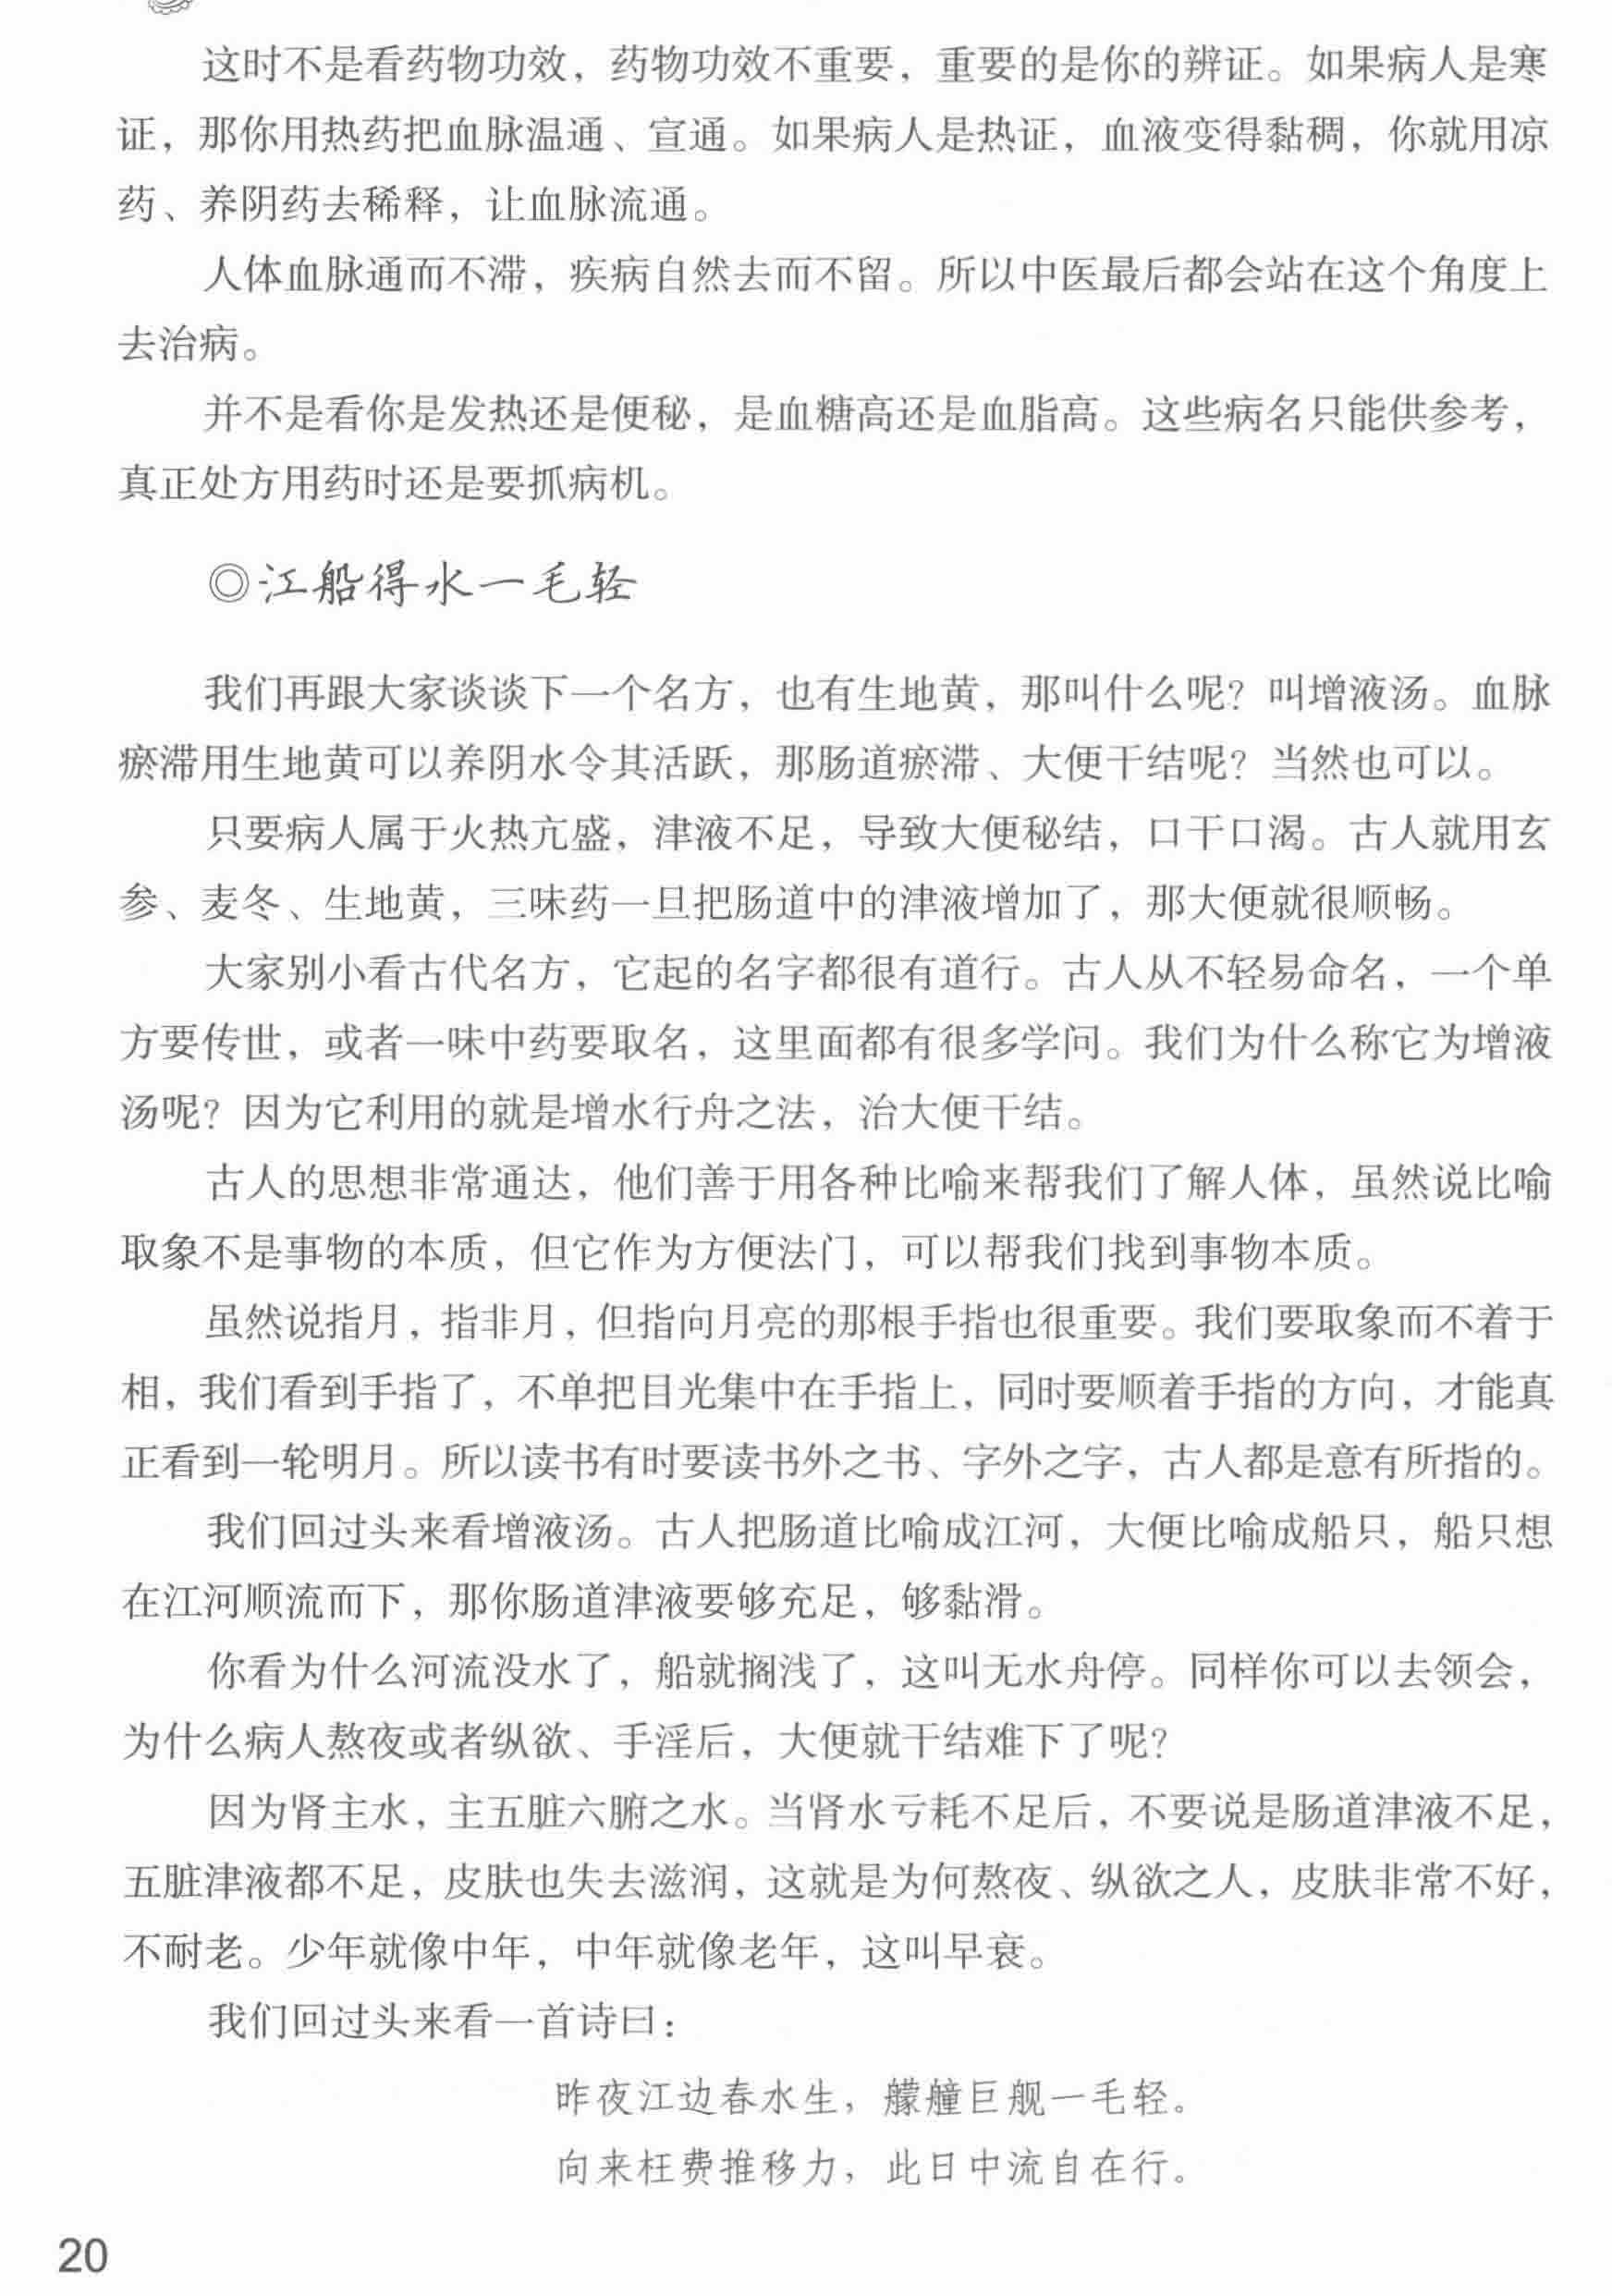 这时不是看药物功效，药物功效不重要，重要的是你的辨证。如果病人是寒
证，那你用热药把血脉温通、宣通。如果病人是热证，血液变得黏稠，你就用凉
药、养阴药去稀释，让血脉流通。
人体血脉通而不滞，疾病自然去而不留。所以中医最后都会站在这个角度上
去治病。
并不是看你是发热还是便秘，是血糖高还是血脂高。这些病名只能供参考，
真正处方用药时还是要抓病机。
◎江船得水一毛轻
我们再跟大家谈谈下一个名方，也有生地黄，那叫什么呢？叫增液汤。血脉
瘀滞用生地黄可以养阴水令其活跃，那肠道瘀滞、大便干结呢？当然也可以。
只要病人属于火热亢盛，津液不足，导致大便秘结，口干口渴。古人就用玄
参、麦冬、生地黄，三味药一旦把肠道中的津液增加了，那大便就很顺畅。
大家别小看古代名方，它起的名字都很有道行。古人从不轻易命名，一个单
方要传世，或者一味中药要取名，这里面都有很多学问。我们为什么称它为增液
汤呢？因为它利用的就是增水行舟之法，治大便干结。
古人的思想非常通达，他们善于用各种比喻来帮我们了解人体，虽然说比喻
取象不是事物的本质，但它作为方便法门，可以帮我们找到事物本质。
虽然说指月，指非月，但指向月亮的那根手指也很重要。我们要取象而不着于
相，我们看到手指了，不单把目光集中在手指上，同时要顺着手指的方向，才能真
正看到一轮明月。所以读书有时要读书外之书、字外之字，古人都是意有所指的。
我们回过头来看增液汤。古人把肠道比喻成江河，大便比喻成船只，船只想
在江河顺流而下，那你肠道津液要够充足，够黏滑。
你看为什么河流没水了，船就搁浅了，这叫无水舟停。同样你可以去领会，
为什么病人熬夜或者纵欲、手淫后，大便就干结难下了呢？
因为肾主水，主五脏六腑之水。当肾水亏耗不足后，不要说是肠道津液不足，
五脏津液都不足，皮肤也失去滋润，这就是为何熬夜、纵欲之人，皮肤非常不好，
不耐老。少年就像中年，中年就像老年，这叫早衰。
我们回过头来看一首诗曰：
昨夜江边春水生，艨艟巨舰一毛轻。
向来枉费推移力，此日中流自在行。
20